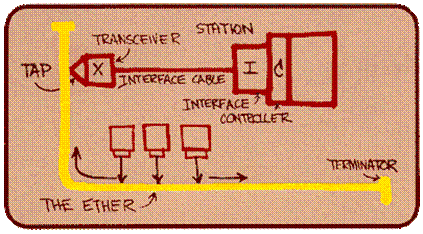 STATION
TRANSCEIVER
TAP
X
I
C
INTERFACE CABLE
INTERFACE
CONTROLLER
TERMINATOR
THE ETHER